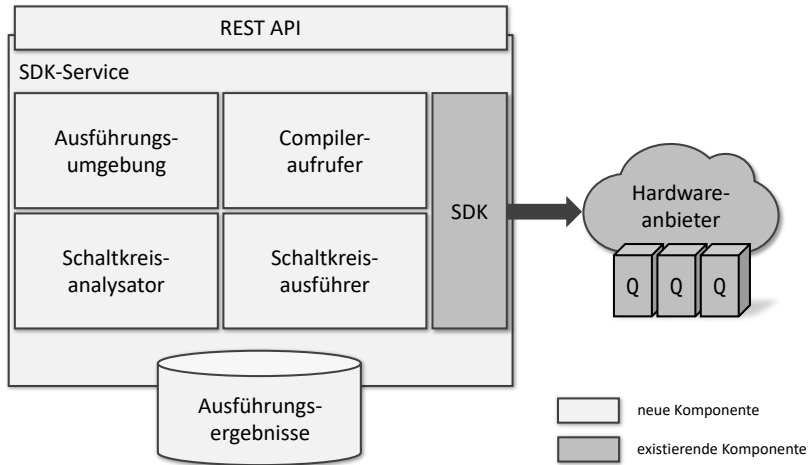 REST API
SDK-Service
Ausführungs-
umgebung
Compiler-
aufrufer
Schaltkreis-
analysator
Schaltkreis-
ausführer
SDK
Hardware-
anbieter
Q Q Q
Ausführungs-
ergebnisse
neue Komponente
existierende Komponente